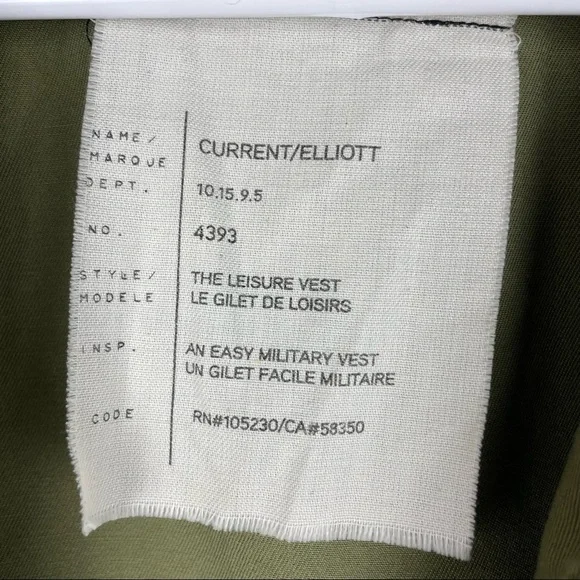 NAME/ MARQUE CURRENT/ELLIOTT
DEPT. 10.15.9.5
NO. 4393
STYLE/ THE LEISURE VEST
MODELE LE GILET DE LOISIRS
INSP. AN EASY MILITARY VEST
UN GILET FACILE MILITAIRE
CODE RN#105230/CA#58350